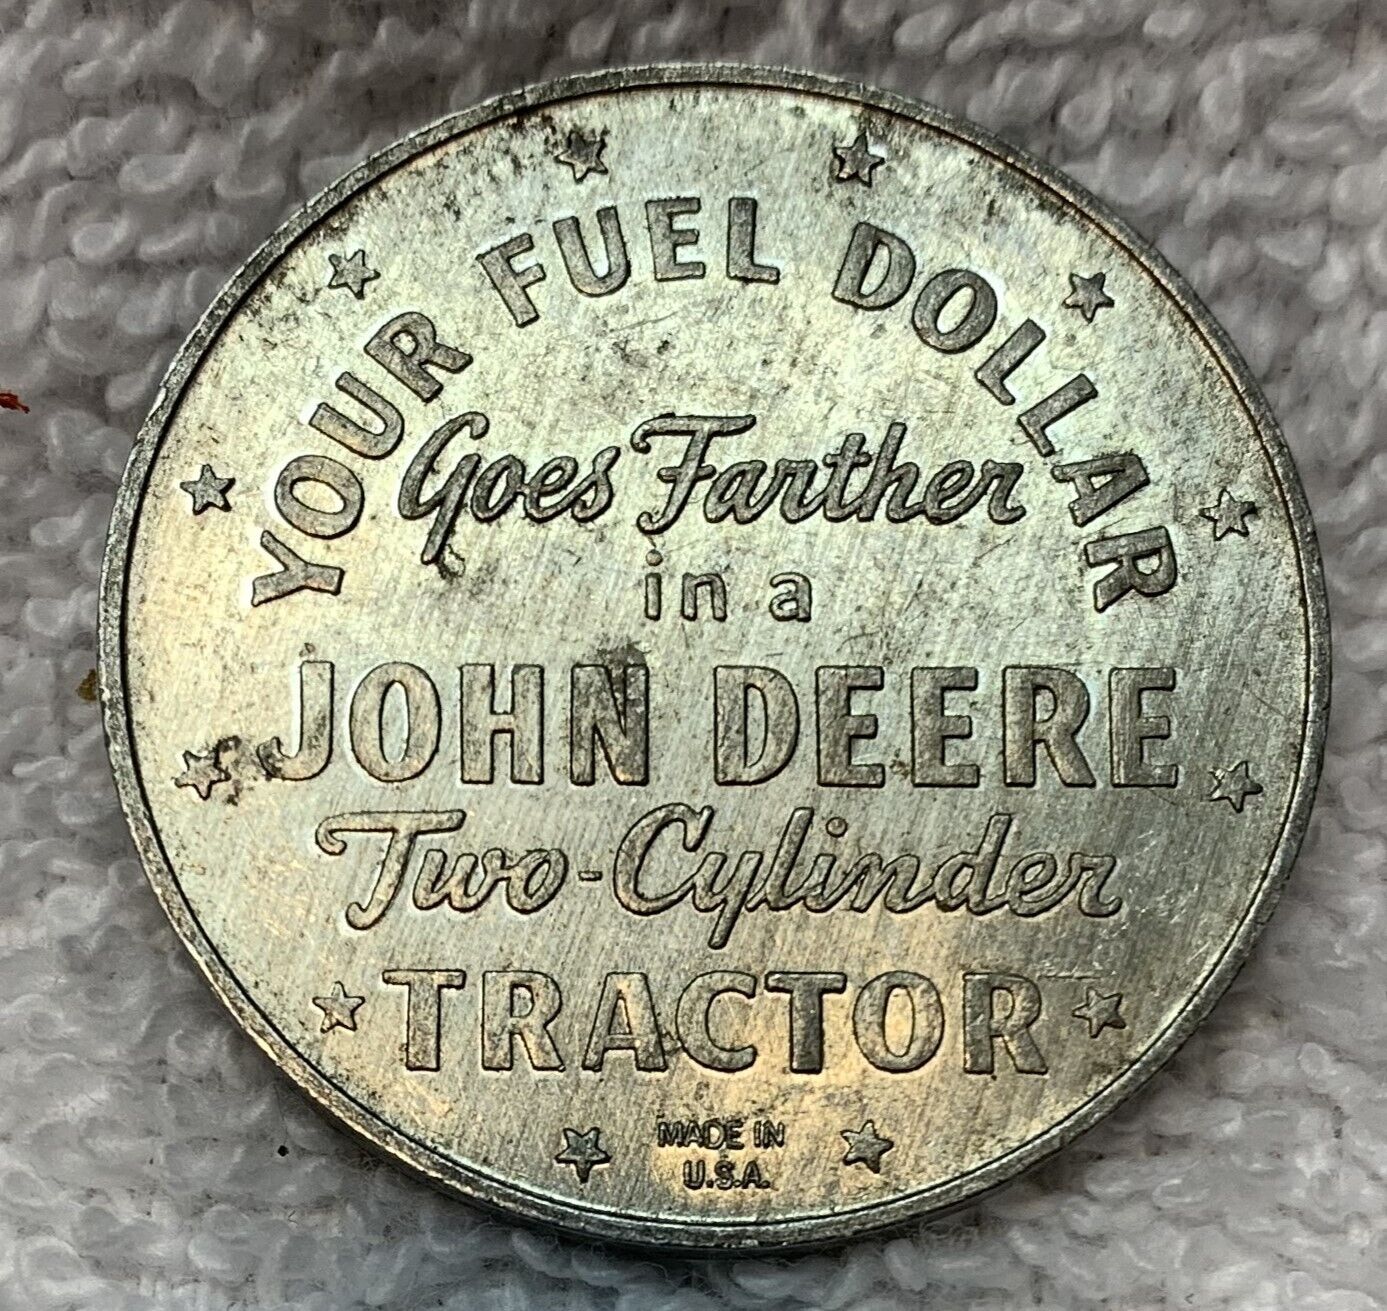 YOUR FUEL DOLLAR
Goes Farther
in a
JOHN DEERE
Two-Cylinder
TRACTOR
MADE IN
U.S.A.